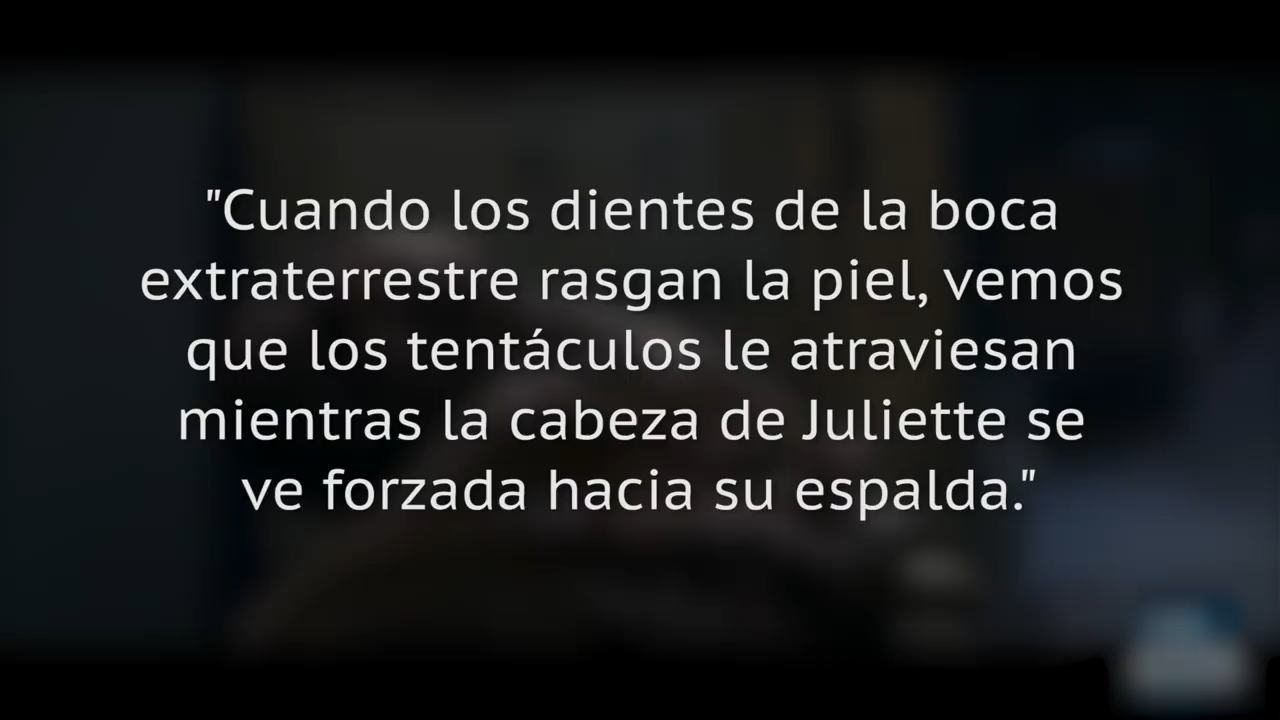 "Cuando los dientes de la boca
extraterrestre rasgan la piel, vemos
que los tentáculos le atraviesan
mientras la cabeza de Juliette se
ve forzada hacia su espalda."